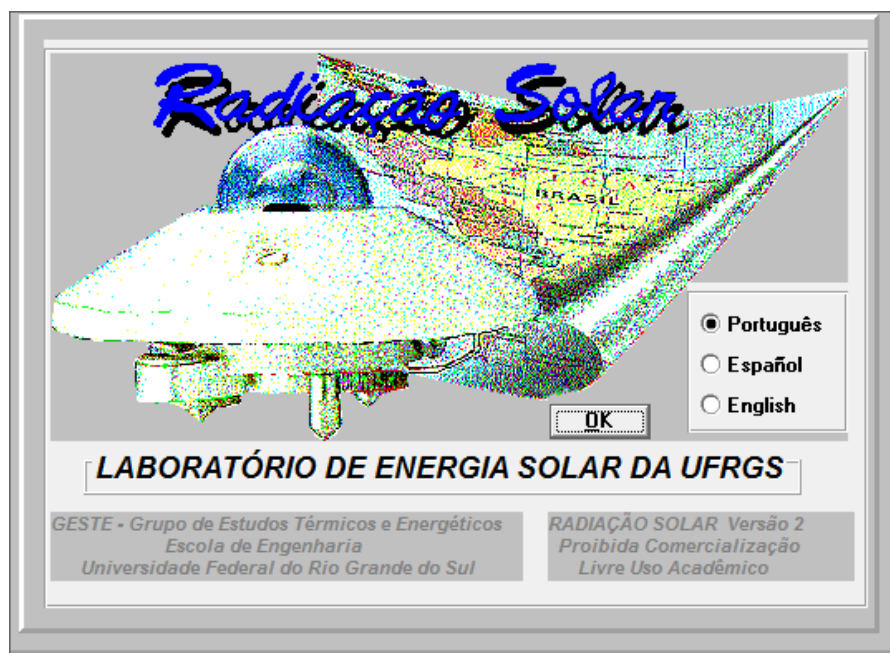 Radiação Solar
BRASIL
Português
Español
English
OK
LABORATÓRIO DE ENERGIA SOLAR DA UFRGS
GESTE - Grupo de Estudos Térmicos e Energéticos
Escola de Engenharia
Universidade Federal do Rio Grande do Sul
RADIAÇÃO SOLAR Versão 2
Proibida Comercialização
Livre Uso Acadêmico